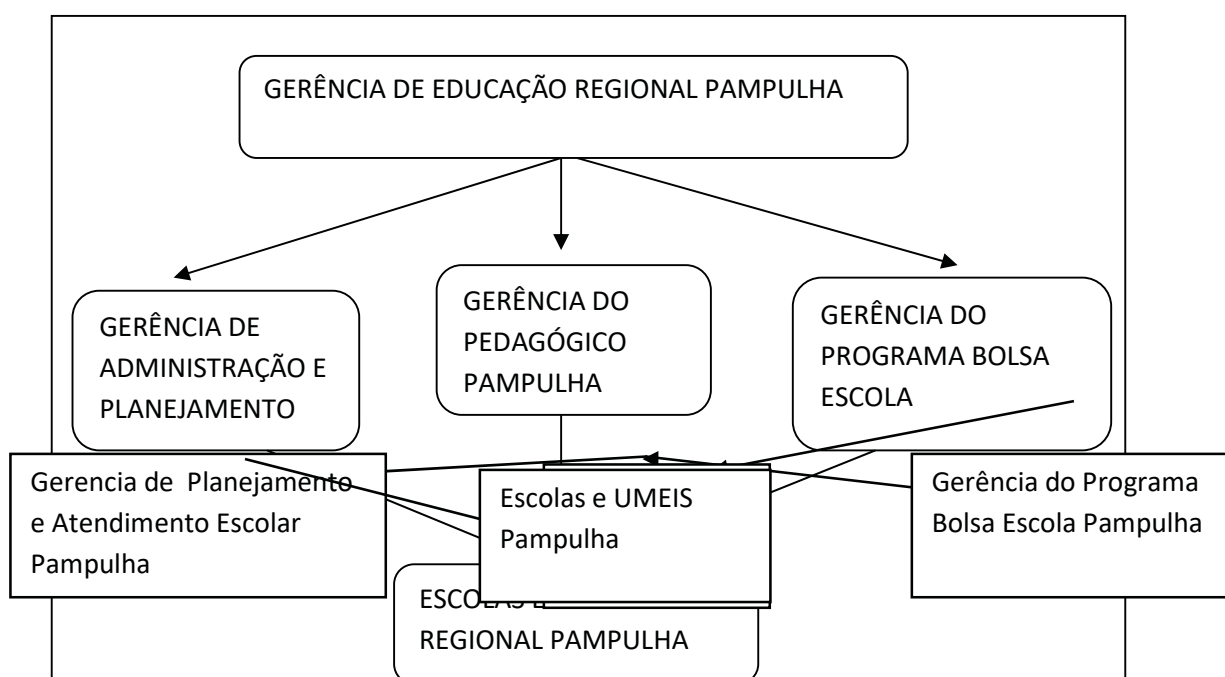 GERÊNCIA DE EDUCAÇÃO REGIONAL PAMPULHA
GERÊNCIA DE
ADMINISTRAÇÃO E
PLANEJAMENTO
GERÊNCIA DO
PEDAGÓGICO
PAMPULHA
GERÊNCIA DO
PROGRAMA BOLSA
ESCOLA
Gerencia de Planejamento
e Atendimento Escolar
Pampulha
Escolas e UMEIS
Pampulha
Gerência do Programa
Bolsa Escola Pampulha
ESCOLAS
REGIONAL PAMPULHA